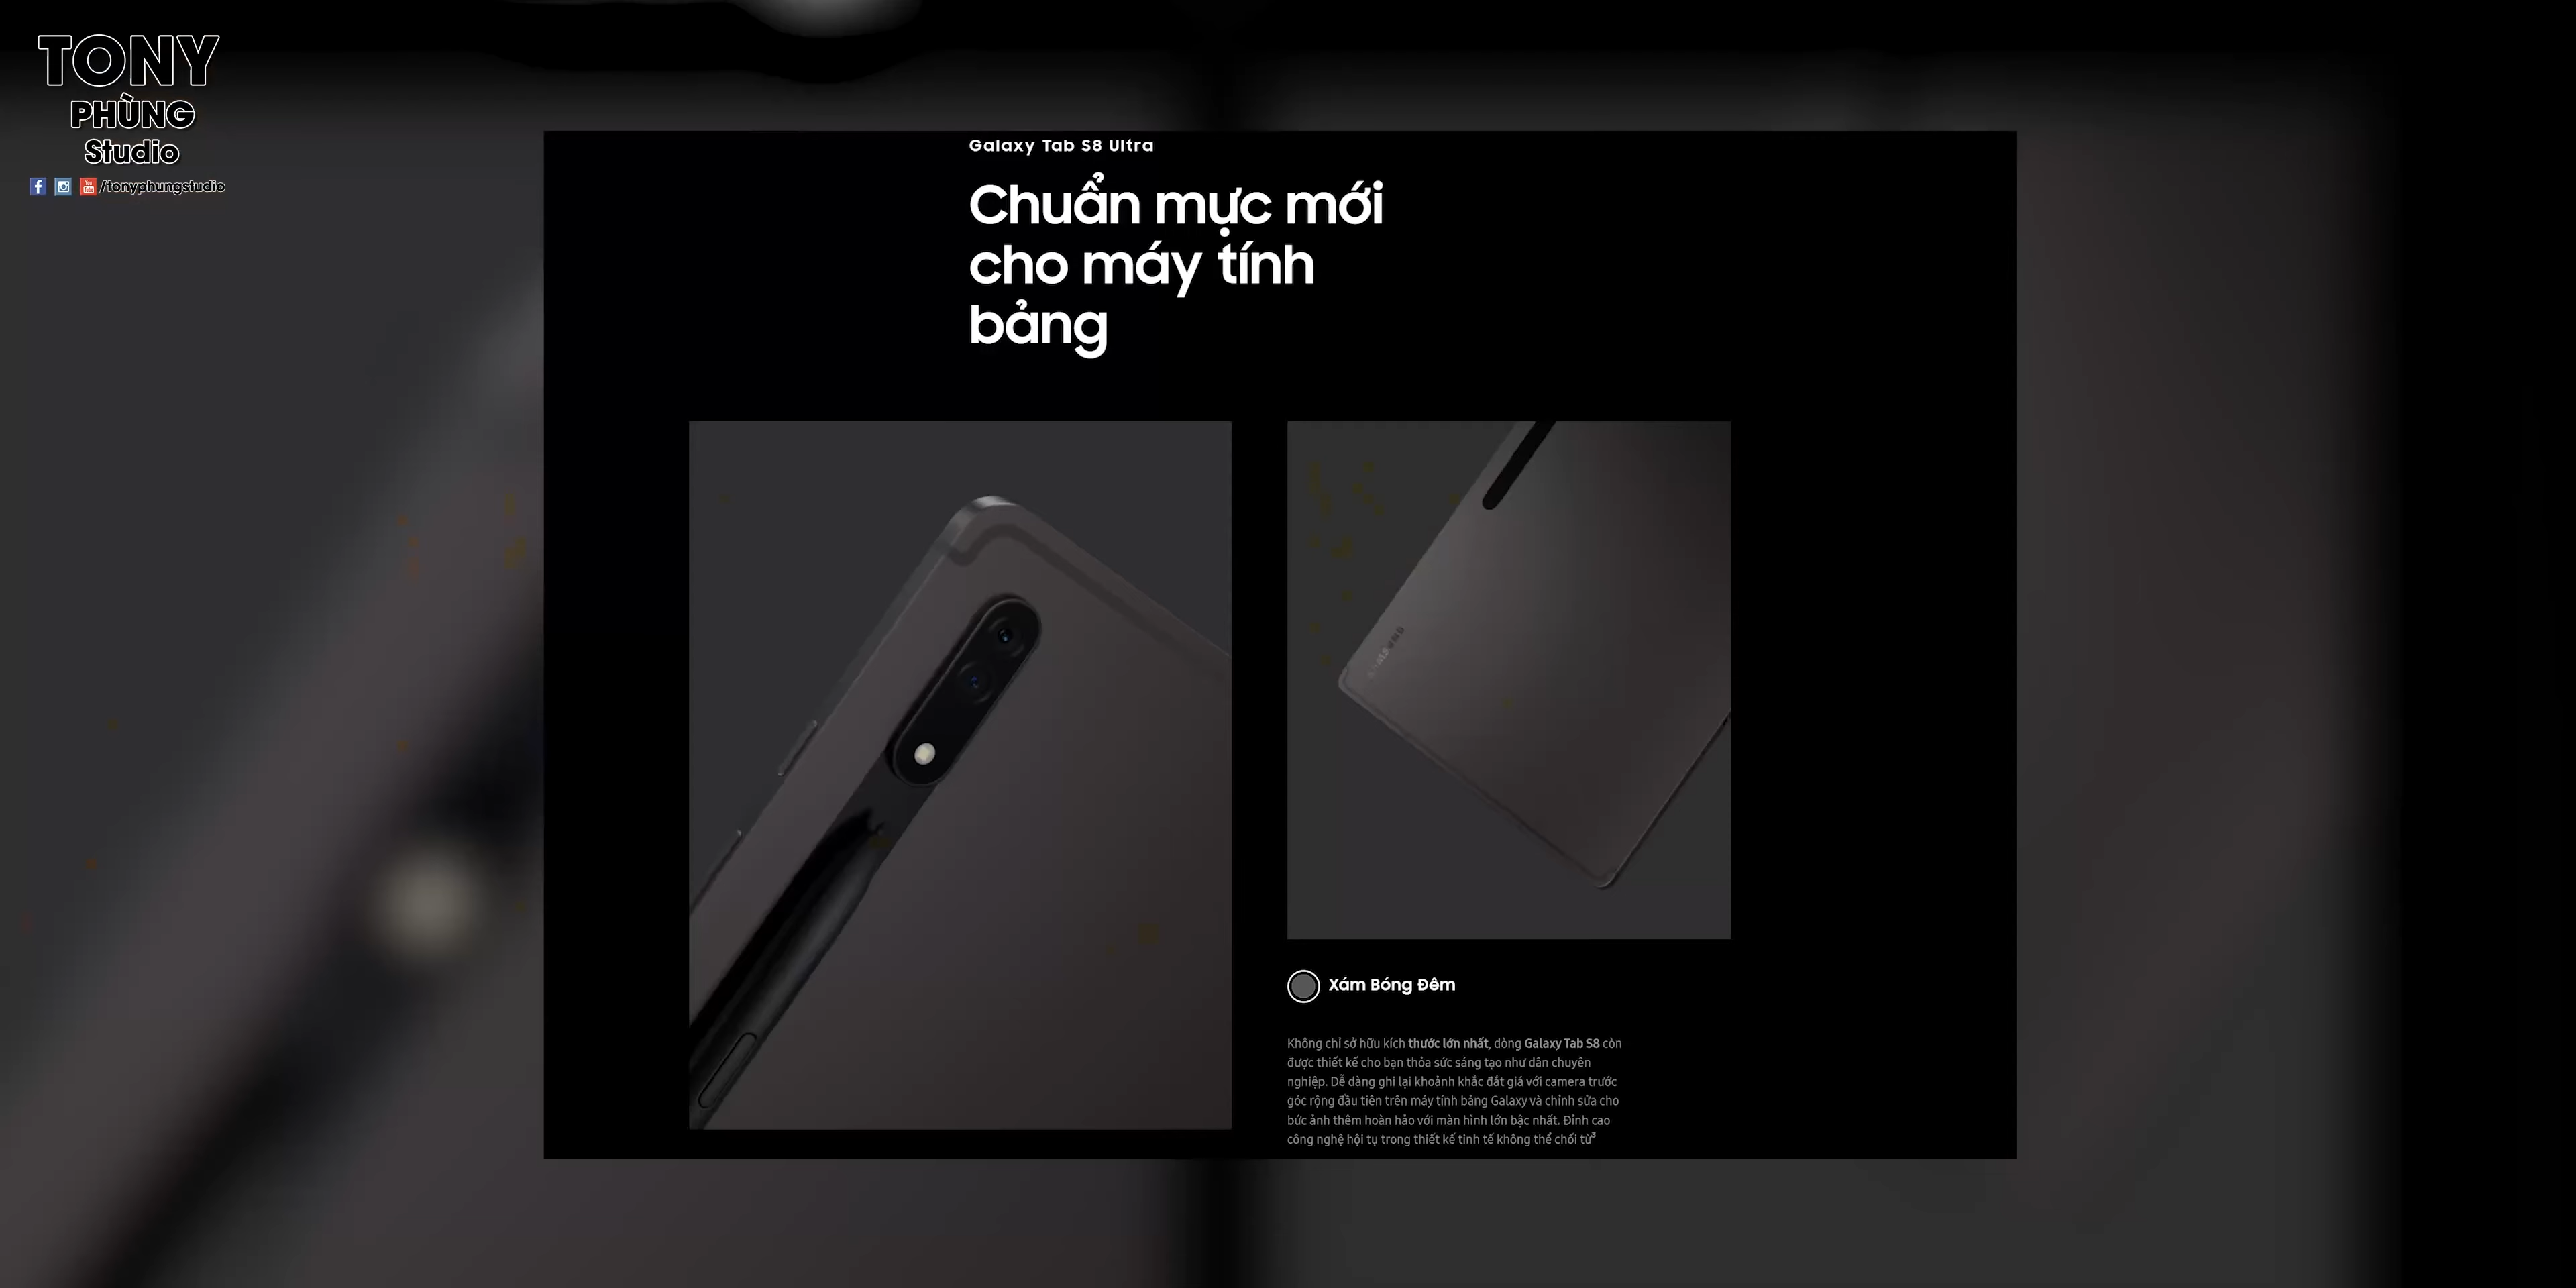 TONY
PHÙNG
Studio
/tonyphungstudio
Galaxy Tab S8 Ultra
Chuẩn mực mới
cho máy tính
bảng
Xám Bóng Đêm
Không chỉ sở hữu kích thước lớn nhất, dòng Galaxy Tab S8 còn
được thiết kế cho bạn thỏa sức sáng tạo như dân chuyên
nghiệp. Dễ dàng ghi lại khoảnh khắc đắt giá với camera trước
góc rộng đầu tiên trên máy tính bảng Galaxy và chỉnh sửa cho
bức ảnh thêm hoàn hảo với màn hình lớn bậc nhất. Đỉnh cao
công nghệ hội tụ trong thiết kế tinh tế không thể chối từ³